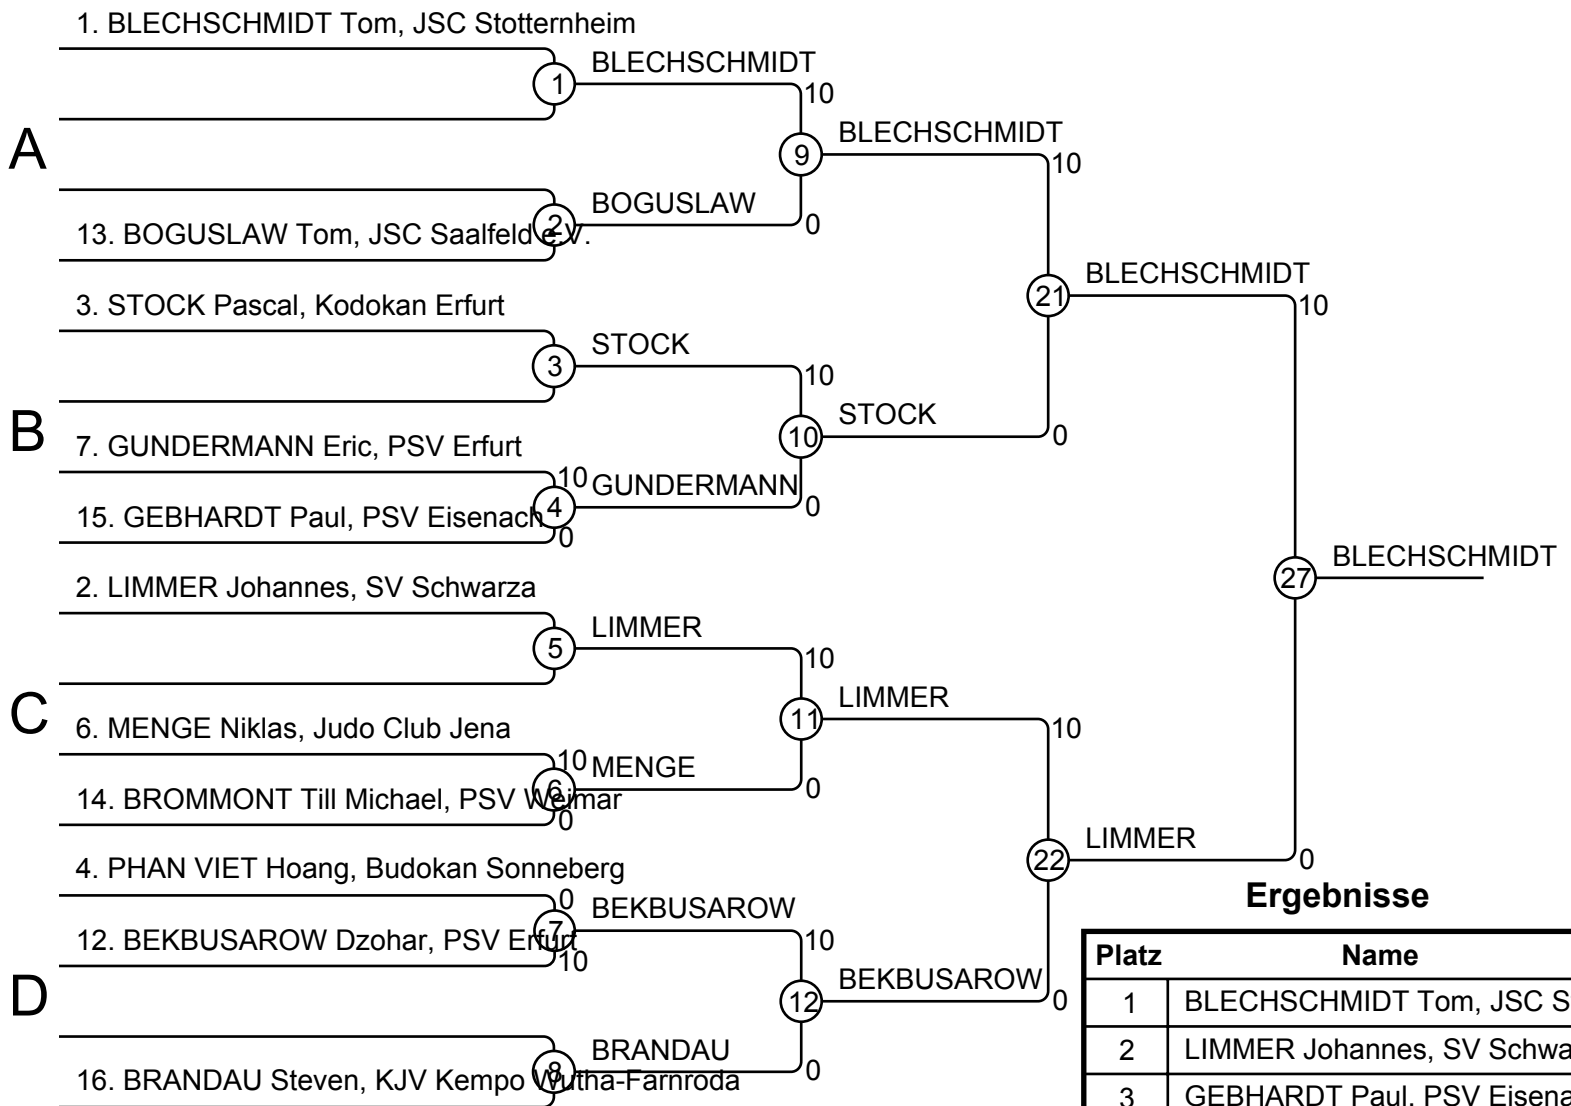 1. BLECHSCHMIDT Tom, JSC Stotternheim
1
BLECHSCHMIDT
10
A
9
BLECHSCHMIDT
10
2
BOGUSLAW
0
13. BOGUSLAW Tom, JSC Saalfeld e.V.
21
BLECHSCHMIDT
10
3. STOCK Pascal, Kodokan Erfurt
3
STOCK
10
B
10
STOCK
0
7. GUNDERMANN Eric, PSV Erfurt
10
4
GUNDERMANN
0
15. GEBHARDT Paul, PSV Eisenach
0
27
BLECHSCHMIDT
2. LIMMER Johannes, SV Schwarza
5
LIMMER
10
C
11
LIMMER
10
6. MENGE Niklas, Judo Club Jena
10
6
MENGE
0
14. BROMMONT Till Michael, PSV Weimar
0
22
LIMMER
0
4. PHAN VIET Hoang, Budokan Sonneberg
0
7
BEKBUSAROW
10
12. BEKBUSAROW Dzohar, PSV Erfurt
10
D
12
BEKBUSAROW
0
8
BRANDAU
0
16. BRANDAU Steven, KJV Kempo Wutha-Farnroda
Ergebnisse
Platz Name
1 BLECHSCHMIDT Tom, JSC S
2 LIMMER Johannes, SV Schwa
3 GEBHARDT Paul, PSV Eisena